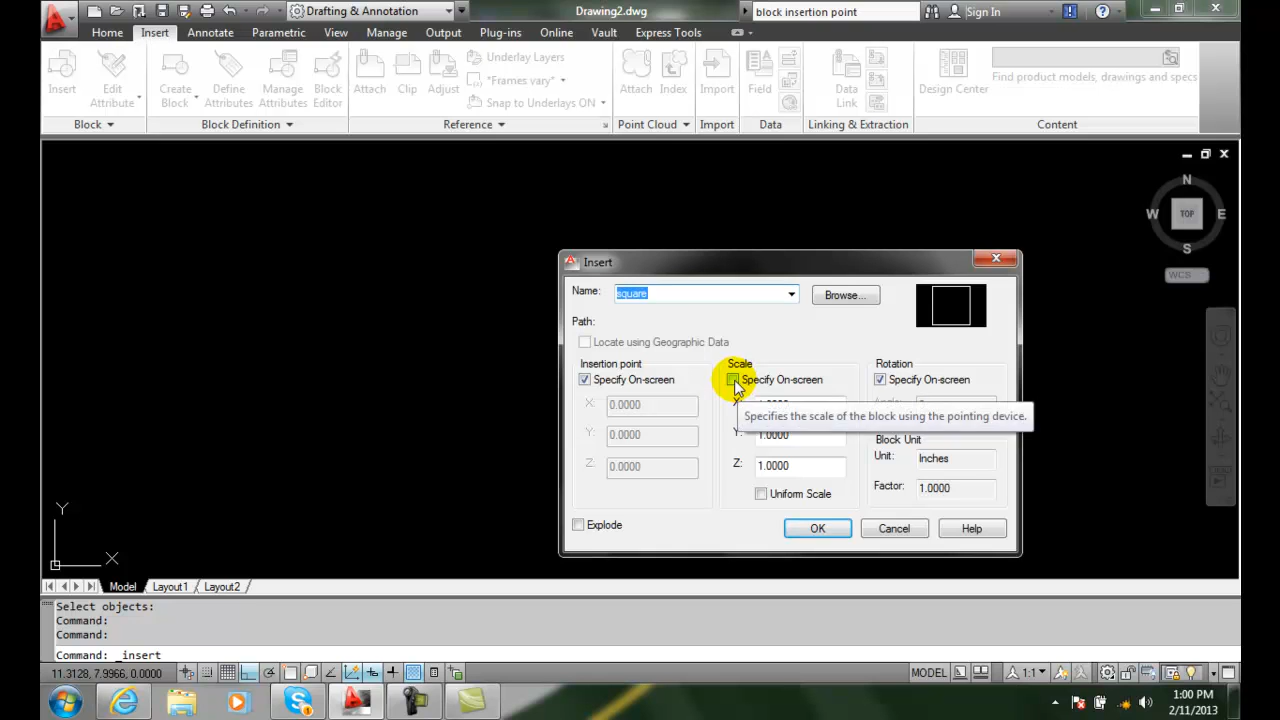 Drafting & Annotation
Drawing2.dwg
block insertion point
Sign In
Home Insert Annotate Parametric View Manage Output Plug-ins Online Vault Express Tools
Insert
Edit Attribute
Create Block
Define Attributes
Manage Attributes
Block Editor
Attach
Clip
Adjust
Underlay Layers
*Frames vary*
Snap to Underlays ON
Attach
Index
Import
Field
Data Link
Design Center
Find product models, drawings and specs
Block
Block Definition
Reference
Point Cloud
Import
Data
Linking & Extraction
Content
N
W TOP E
S
WCS
Insert
Name: square Browse...
Path:
Locate using Geographic Data
Insertion point
Specify On-screen
X: 0.0000
Y: 0.0000
Z: 0.0000
Scale
Specify On-screen
Specifies the scale of the block using the pointing device.
Y: 1.0000
Z: 1.0000
Uniform Scale
Rotation
Specify On-screen
Block Unit
Unit: Inches
Factor: 1.0000
Explode
OK Cancel Help
Y
X
Model Layout1 Layout2
Select objects:
Command:
Command:
Command: _insert
11.3128, 7.9966, 0.0000
MODEL
1:1
1:00 PM
2/11/2013